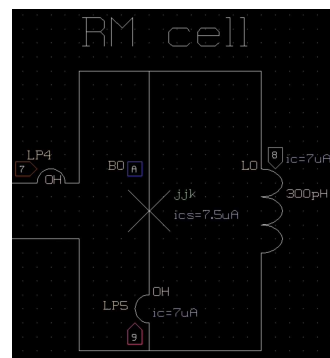 RM cell
LP4
7
0H
B0
A
jjk
ics=7.5uA
L0
8
ic=7uA
300pH
0H
LP5
ic=7uA
9